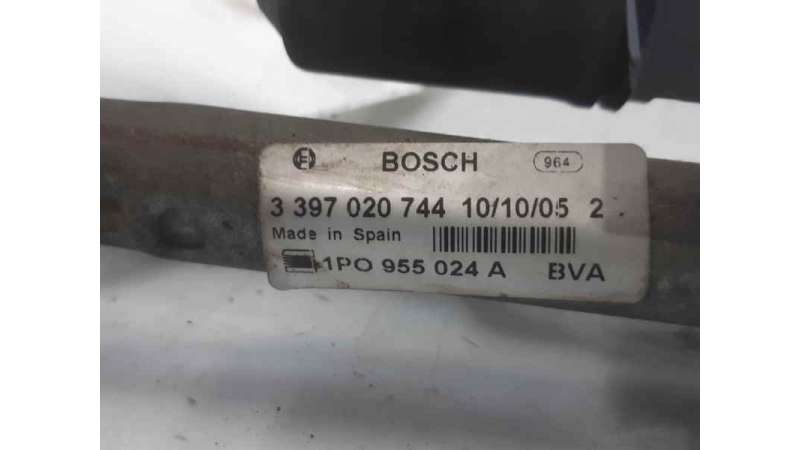 BOSCH 964
3 397 020 744 10/10/05 2
Made in Spain
1PO 955 024 A BVA